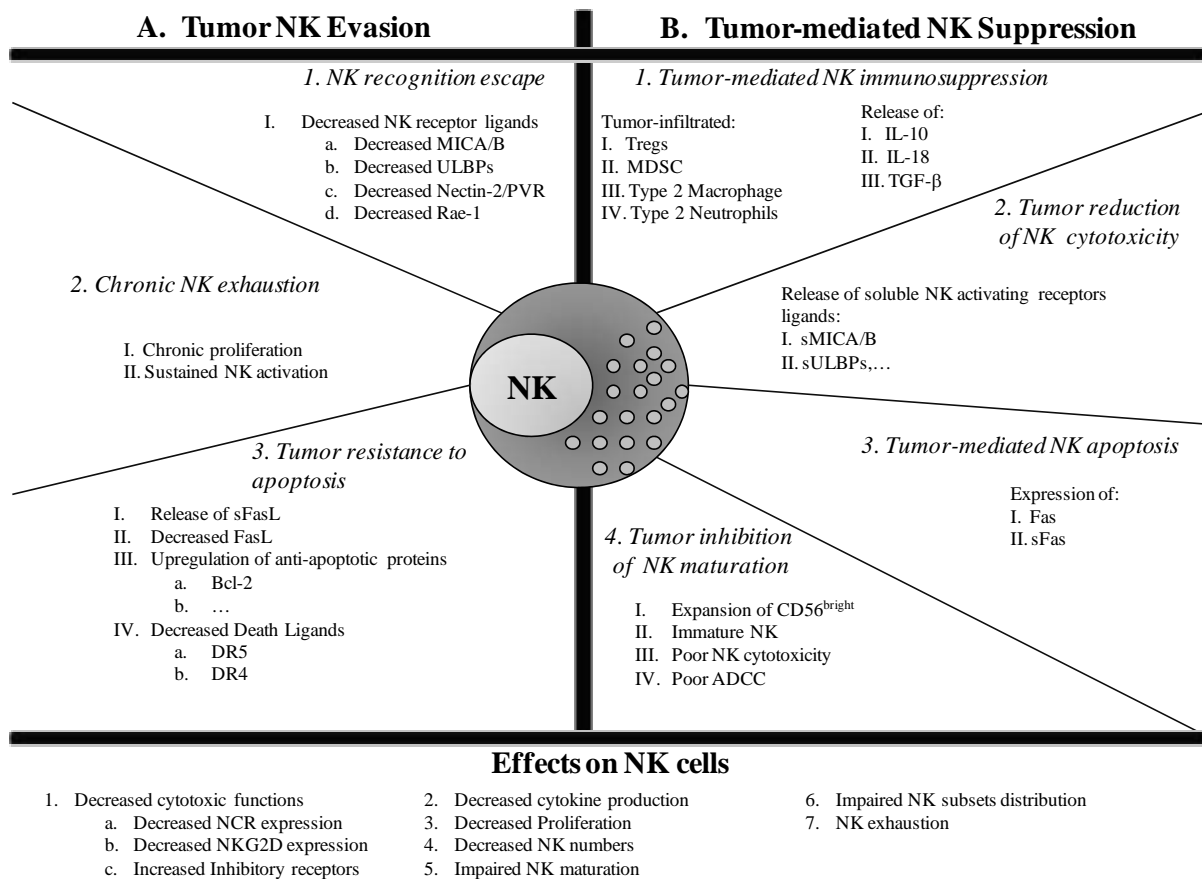 A. Tumor NK Evasion
1. NK recognition escape
I. Decreased NK receptor ligands
a. Decreased MICA/B
b. Decreased ULBPs
c. Decreased Nectin-2/PVR
d. Decreased Rae-1
2. Chronic NK exhaustion
I. Chronic proliferation
II. Sustained NK activation
3. Tumor resistance to
apoptosis
I. Release of sFasL
II. Decreased FasL
III. Upregulation of anti-apoptotic proteins
a. Bcl-2
b. …
IV. Decreased Death Ligands
a. DR5
b. DR4
NK
B. Tumor-mediated NK Suppression
1. Tumor-mediated NK immunosuppression
Tumor-infiltrated:
I. Tregs
II. MDSC
III. Type 2 Macrophage
IV. Type 2 Neutrophils
Release of:
I. IL-10
II. IL-18
III. TGF-β
2. Tumor reduction
of NK cytotoxicity
Release of soluble NK activating receptors
ligands:
I. sMICA/B
II. sULBPs,…
3. Tumor-mediated NK apoptosis
Expression of:
I. Fas
II. sFas
4. Tumor inhibition
of NK maturation
I. Expansion of CD56bright
II. Immature NK
III. Poor NK cytotoxicity
IV. Poor ADCC
Effects on NK cells
1. Decreased cytotoxic functions
a. Decreased NCR expression
b. Decreased NKG2D expression
c. Increased Inhibitory receptors
2. Decreased cytokine production
3. Decreased Proliferation
4. Decreased NK numbers
5. Impaired NK maturation
6. Impaired NK subsets distribution
7. NK exhaustion